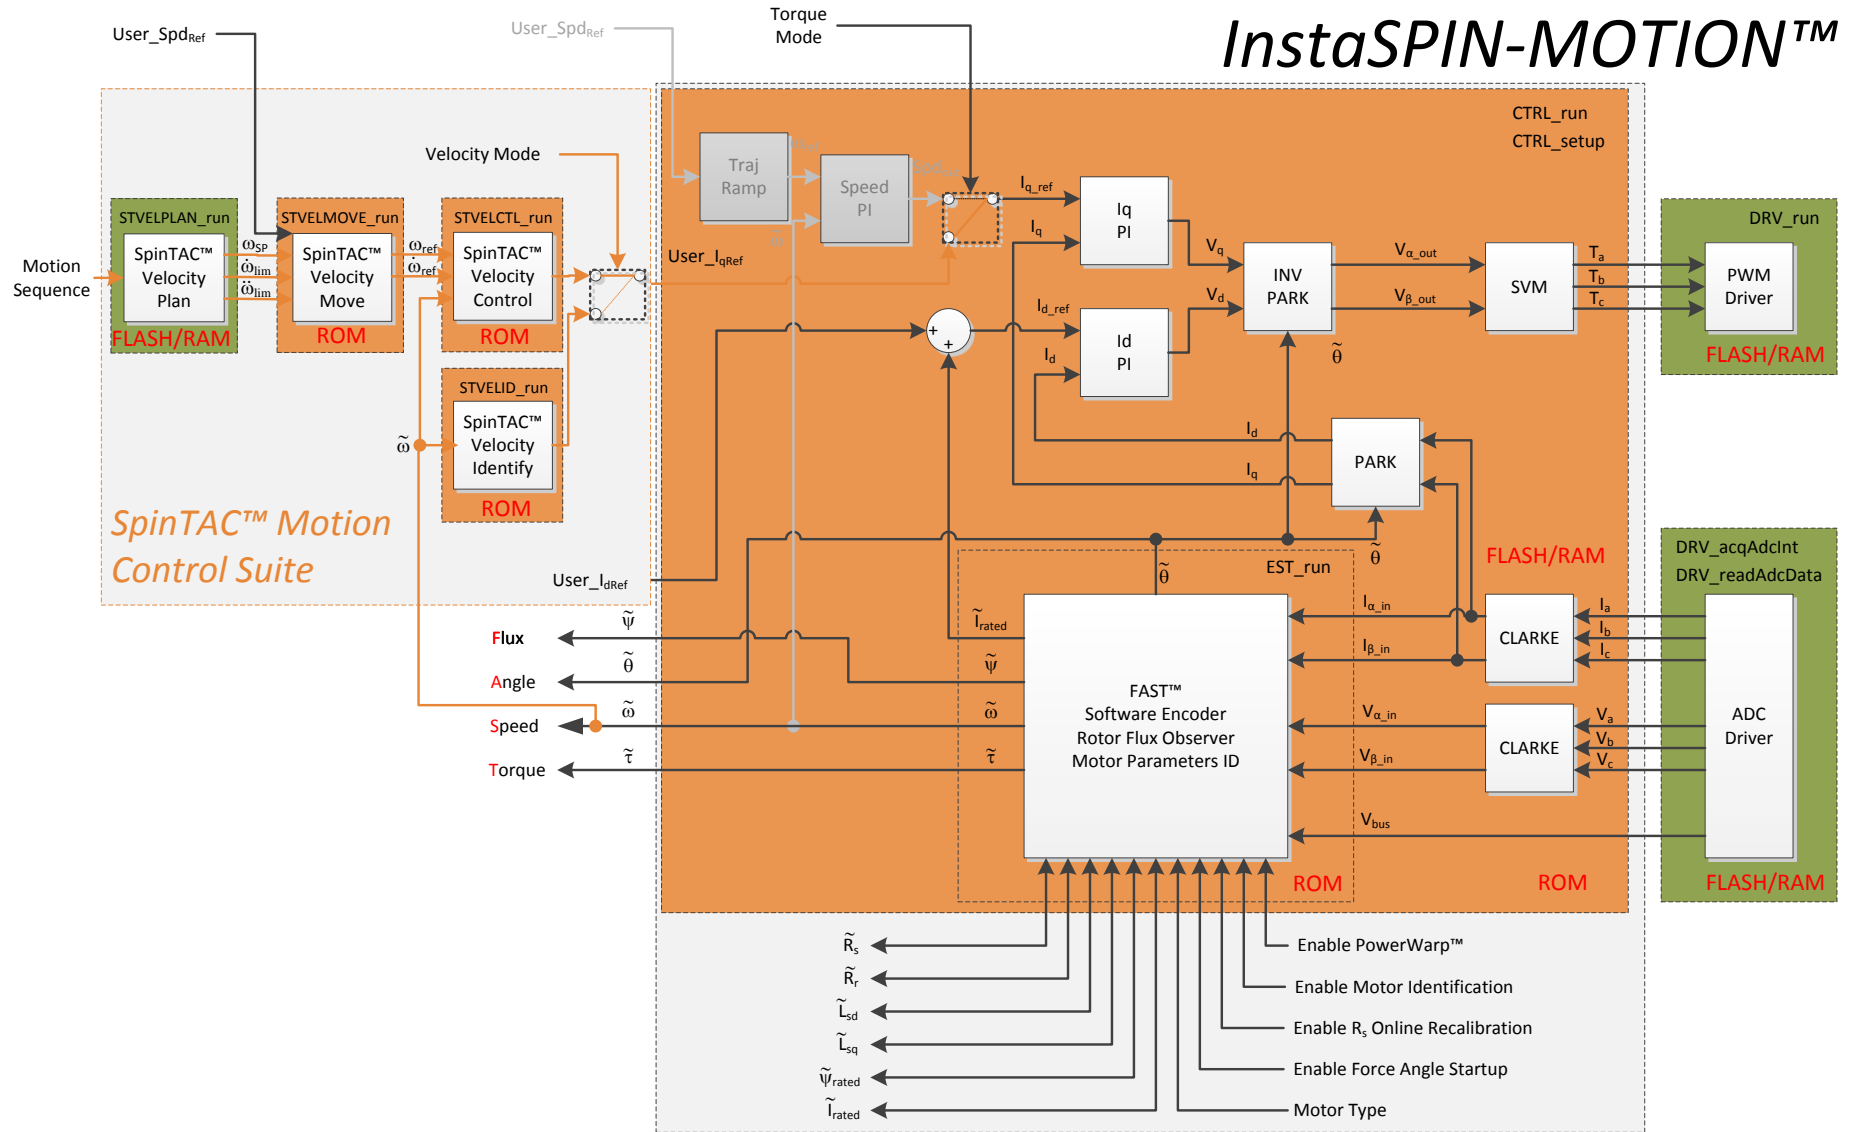 InstaSPIN-MOTION™
User_SpdRef
User_SpdRef
Torque
Mode
CTRL_run
CTRL_setup
Velocity Mode
Traj
Ramp
Speed
PI
Iq_ref
Iq
Iq
PI
User_IqRef
STVELPLAN_run
SpinTAC™
Velocity
Plan
FLASH/RAM
Motion
Sequence
ωSP
ω̇lim
ω̈lim
STVELMOVE_run
SpinTAC™
Velocity
Move
ROM
ωref
ω̇ref
STVELCTL_run
SpinTAC™
Velocity
Control
ROM
STVELID_run
SpinTAC™
Velocity
Identify
ROM
ω̃
SpinTAC™ Motion
Control Suite
+
+
Id_ref
Id
Id
PI
Vq
Vd
INV
PARK
Vα_out
Vβ_out
θ̃
SVM
Ta
Tb
Tc
DRV_run
PWM
Driver
FLASH/RAM
Id
Iq
PARK
θ̃
FLASH/RAM
User_IdRef
EST_run
θ̃
Ĩrated
ψ̃
ω̃
τ̃
FAST™
Software Encoder
Rotor Flux Observer
Motor Parameters ID
ROM
Iα_in
Iβ_in
Vα_in
Vβ_in
Vbus
CLARKE
CLARKE
ROM
Ia
Ib
Ic
Va
Vb
Vc
DRV_acqAdcInt
DRV_readAdcData
ADC
Driver
FLASH/RAM
Flux
ψ̃
Angle
θ̃
Speed
ω̃
Torque
τ̃
R̃s
R̃r
L̃sd
L̃sq
ψ̃rated
Ĩrated
Enable PowerWarp™
Enable Motor Identification
Enable Rs Online Recalibration
Enable Force Angle Startup
Motor Type